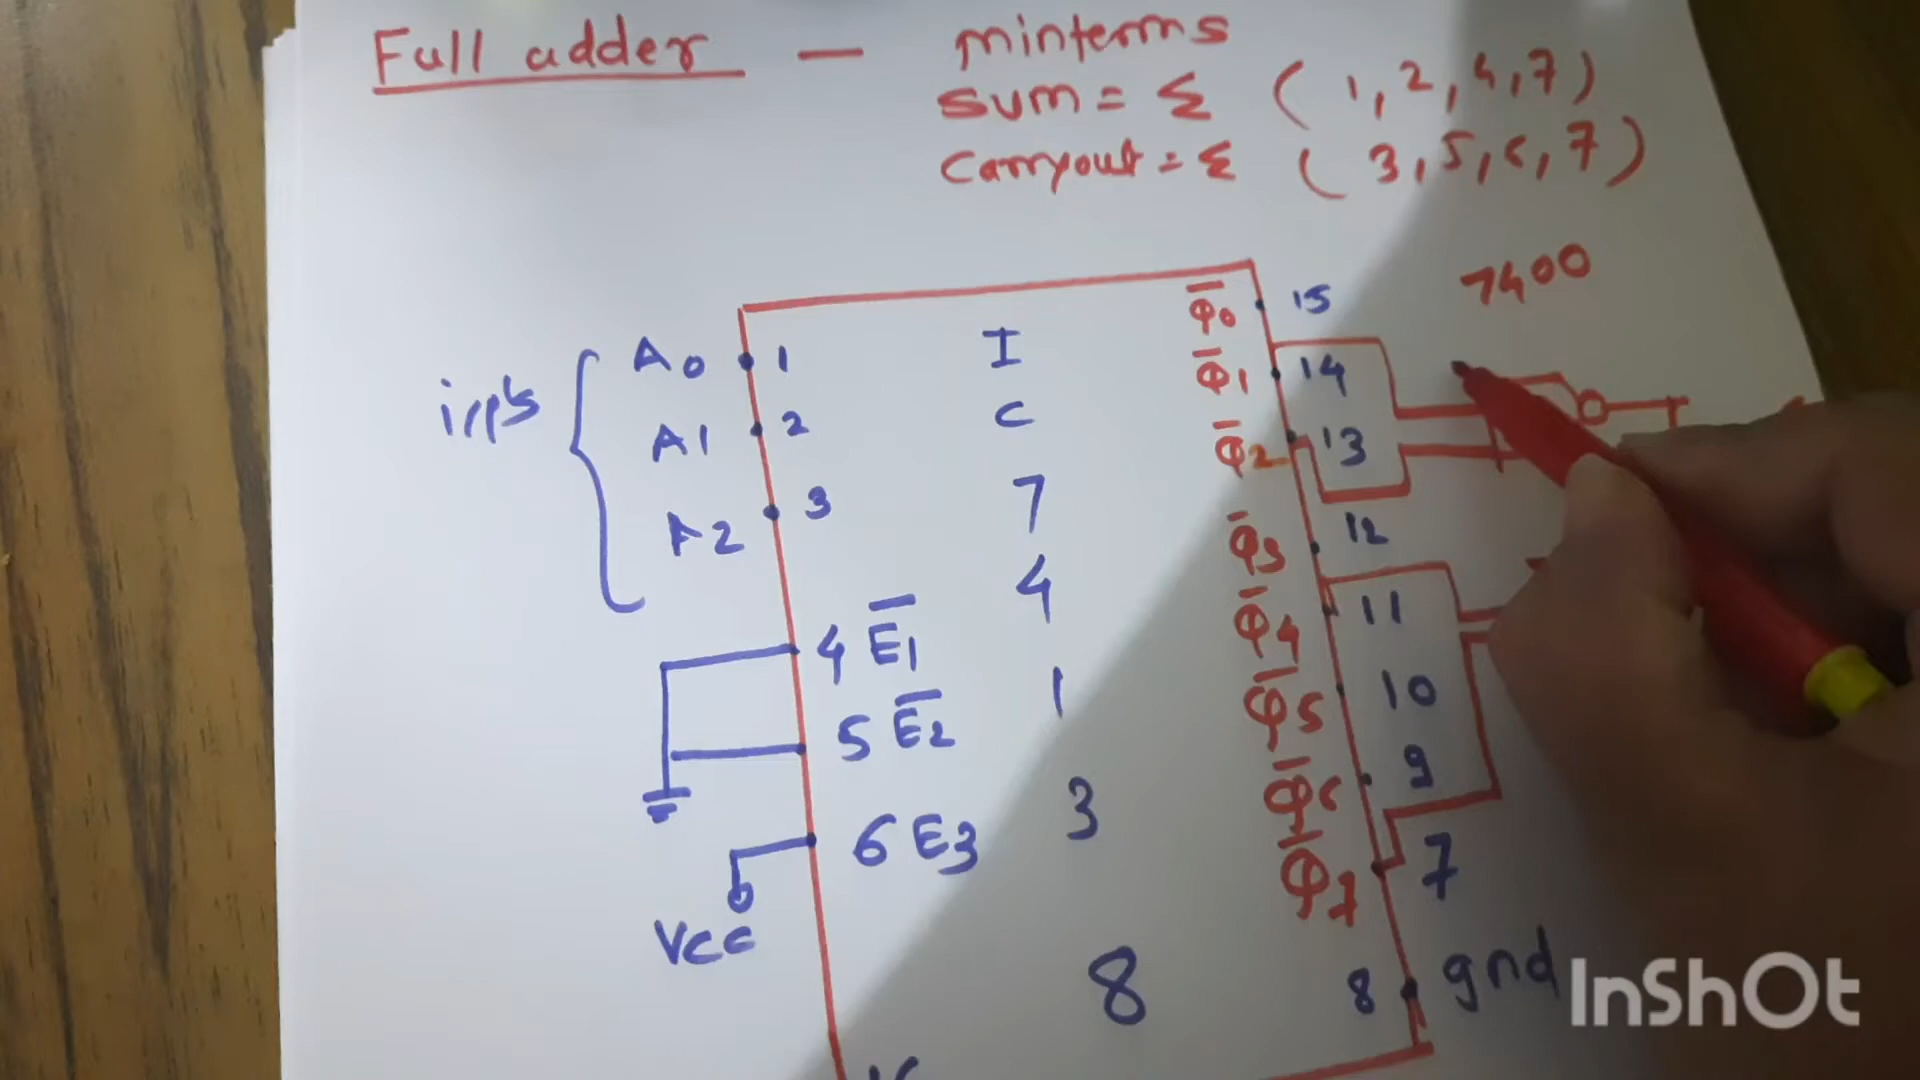 Full adder — minterms
sum = Σ ( 1, 2, 4, 7 )
Carryout = Σ ( 3, 5, 6, 7 )
7400
A0 1 I Q̅0 15
A1 2 C Q̅1 14
A2 3 7 Q̅2 13
i/p's
4 Q̅3 12
4 E̅1̅ Q̅4 11
5 E̅2̅ 1 Q̅5 10
6 E3 3 Q̅6 9
VCC Q̅7 7
8 8 gnd
InShOt